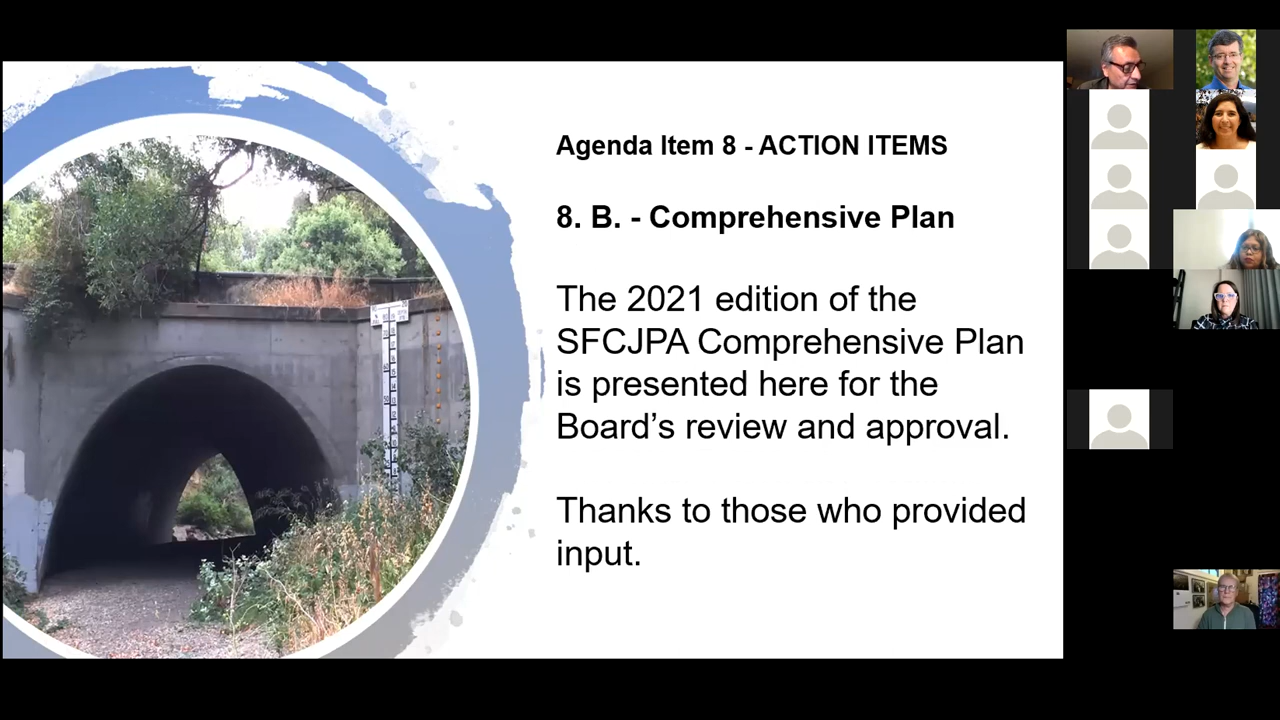 Agenda Item 8 - ACTION ITEMS
8. B. - Comprehensive Plan
The 2021 edition of the
SFCJPA Comprehensive Plan
is presented here for the
Board's review and approval.
Thanks to those who provided
input.